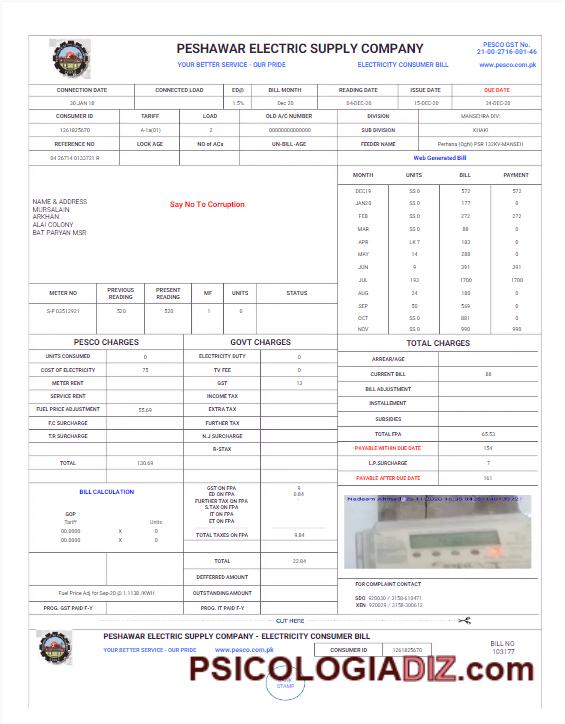 PESHAWAR ELECTRIC SUPPLY COMPANY
PESCO GST No.
21-00-2716-001-46
YOUR BETTER SERVICE - OUR PRIDE ELECTRICITY CONSUMER BILL www.pesco.com.pk
CONNECTION DATE CONNECTED LOAD ED@ BILL MONTH READING DATE ISSUE DATE DUE DATE
30 JAN 18 1.5% Dec 20 04-DEC-20 15-DEC-20 24-DEC-20
CONSUMER ID TARIFF LOAD OLD A/C NUMBER DIVISION MANSEHRA DIV:
1261825670 A-1a(01) 2 00000000000000 SUB DIVISION KHAKI
REFERENCE NO LOCK AGE NO of ACs UN-BILL-AGE FEEDER NAME Perhana (Oghi) PSR 132KV-MANSEH
04 26714 0133721 R Web Generated Bill
NAME & ADDRESS
MURSALAIN
ARKHAN
ALAI COLONY
BAT PARYAN MSR
Say No To Corruption
MONTH UNITS BILL PAYMENT
DEC19 SS 0 572 572
JAN20 SS 0 177 0
FEB SS 0 272 272
MAR SS 0 88 0
APR LK 7 183 0
MAY 14 288 0
JUN 9 391 391
JUL 193 1700 1700
AUG 24 180 0
SEP 50 569 0
OCT SS 0 881 0
NOV SS 0 990 990
METER NO PREVIOUS READING PRESENT READING MF UNITS STATUS
S-P 03512921 520 520 1 0
PESCO CHARGES GOVT CHARGES TOTAL CHARGES
UNITS CONSUMED 0 ELECTRICITY DUTY 0
COST OF ELECTRICITY 75 TV FEE 0
METER RENT GST 13
SERVICE RENT INCOME TAX
FUEL PRICE ADJUSTMENT 55.69 EXTRA TAX
F.C SURCHARGE FURTHER TAX
T.R SURCHARGE N.J SURCHARGE
R-STAX
TOTAL 130.69
ARREAR/AGE
CURRENT BILL 88
BILL ADJUSTMENT
INSTALLEMENT
SUBSIDIES
TOTAL FPA 65.53
PAYABLE WITHIN DUE DATE 154
L.P.SURCHARGE 7
PAYABLE AFTER DUE DATE 161
BILL CALCULATION
GOP
Tariff Units
00.0000 X 0
00.0000 X 0
GST ON FPA 9
ED ON FPA 0.84
FURTHER TAX ON FPA
S.TAX ON FPA
IT ON FPA
ET ON FPA
TOTAL TAXES ON FPA 9.84
TOTAL 22.84
DEFFERRED AMOUNT
Fuel Price Adj for Sep-20 @ 1.1138 /KWH OUTSTANDING AMOUNT
PROG. GST PAID F-Y PROG. IT PAID F-Y
FOR COMPLAINT CONTACT
SDO 920030 / 3158-619471
XEN 920029 / 3158-300612
CUT HERE
PESHAWAR ELECTRIC SUPPLY COMPANY - ELECTRICITY CONSUMER BILL
YOUR BETTER SERVICE - OUR PRIDE www.pesco.com.pk CONSUMER ID 1261825670
BILL NO
103177
PSICOLOGIADIZ.com
STAMP